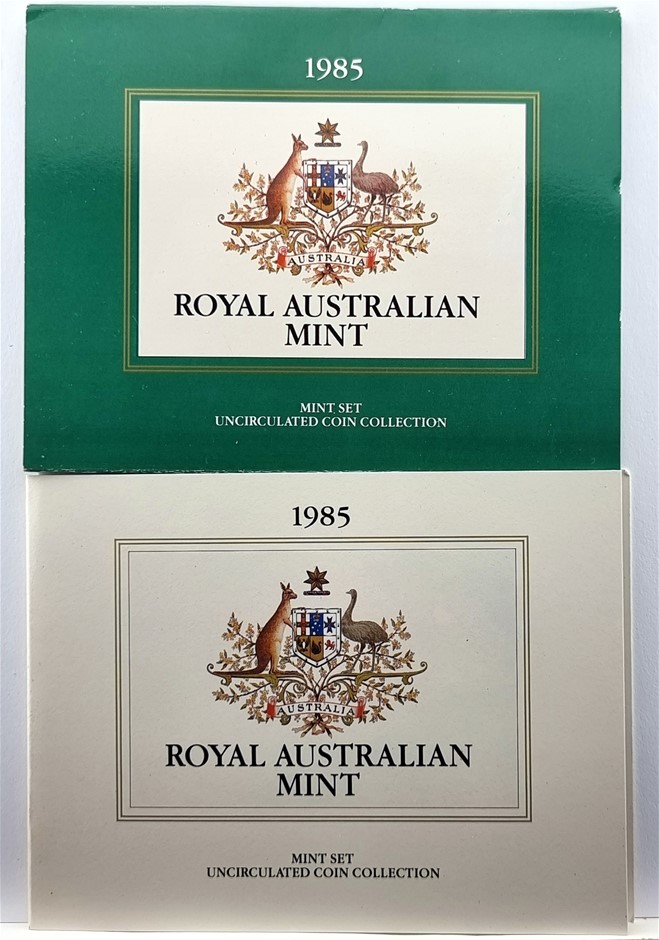 1985
AUSTRALIA
ROYAL AUSTRALIAN
MINT
MINT SET
UNCIRCULATED COIN COLLECTION
1985
AUSTRALIA
ROYAL AUSTRALIAN
MINT
MINT SET
UNCIRCULATED COIN COLLECTION